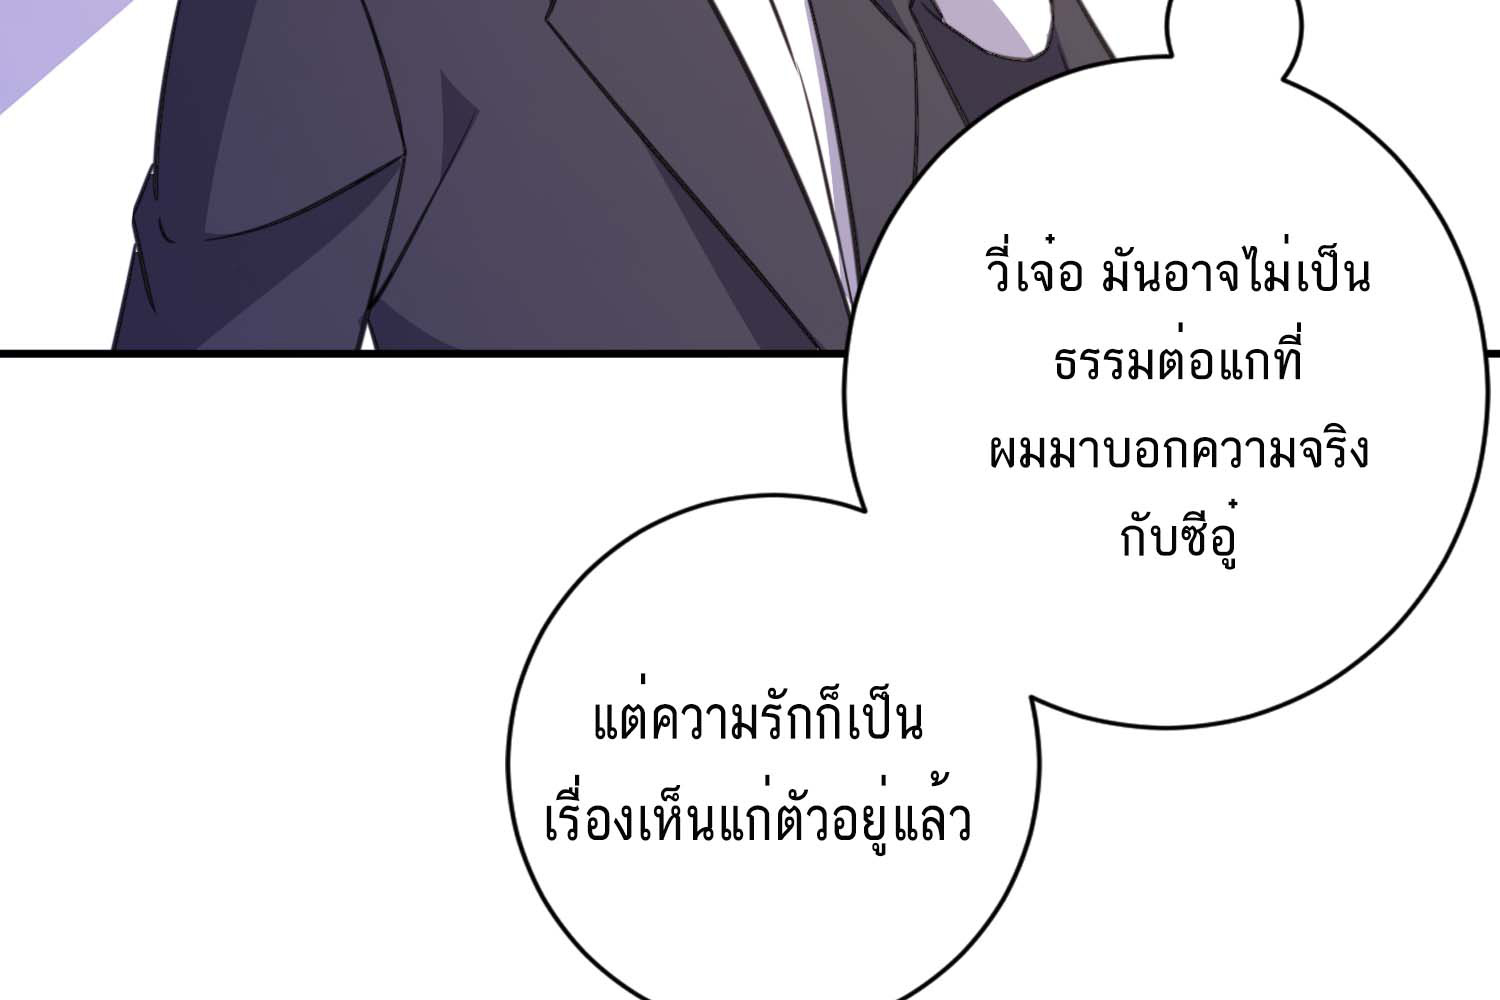 วี่เจ๋อ มันอาจไม่เป็น
ธรรมต่อแกที่
ผมมาบอกความจริง
กับซีอู๋
แต่ความรักก็เป็น
เรื่องเห็นแก่ตัวอยู่แล้ว